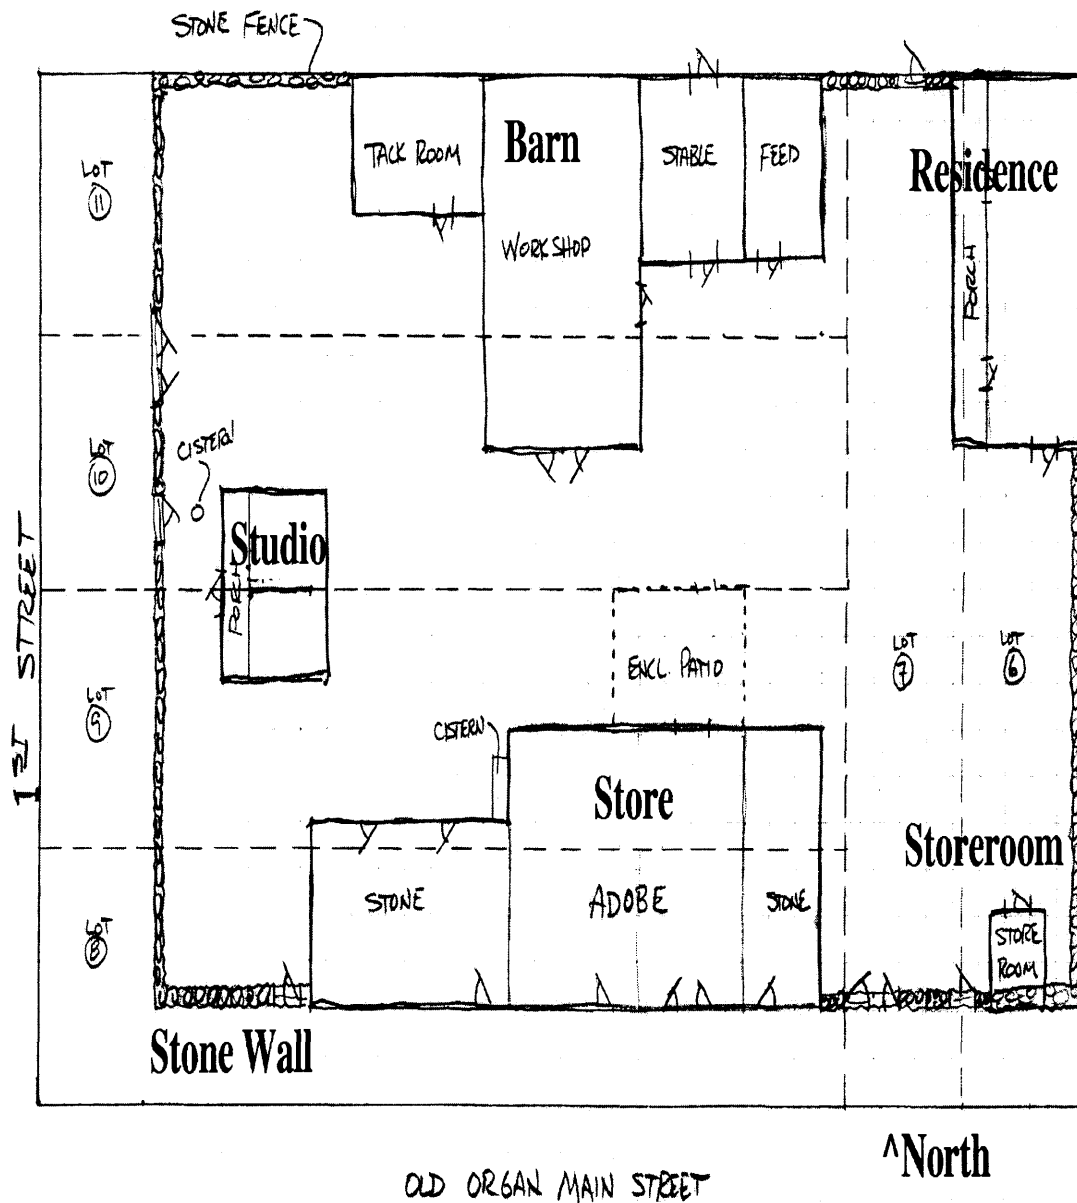 STONE FENCE
Barn
TACK ROOM
STABLE
FEED
WORKSHOP
Residence
PORCH
LOT
11
LOT
10
CISTERN
Studio
PORCH
1ST STREET
ENCL. PATIO
LOT
7
LOT
6
LOT
9
CISTERN
Store
Storeroom
STONE
ADOBE
STONE
STORE
ROOM
LOT
8
Stone Wall
^North
OLD ORGAN MAIN STREET